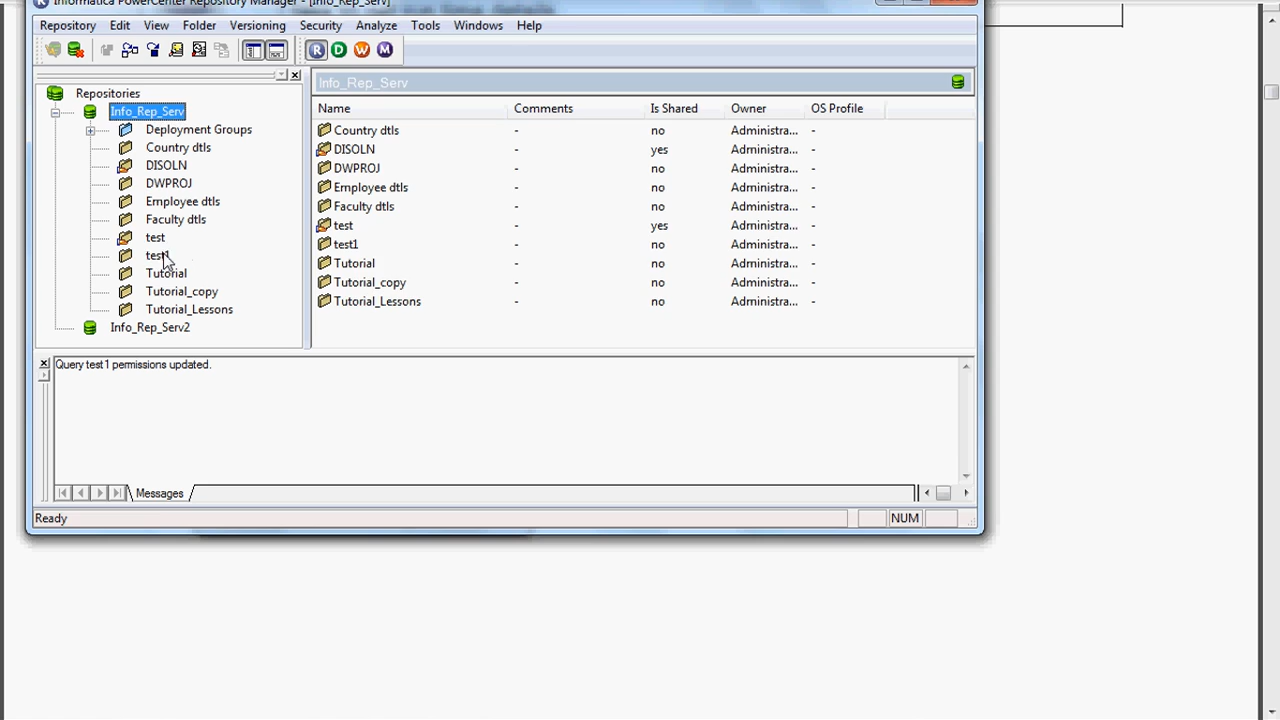 Informatica PowerCenter Repository Manager - [Info_Rep_Serv]
Repository Edit View Folder Versioning Security Analyze Tools Windows Help
R D W M
Repositories
Info_Rep_Serv
Deployment Groups
Country dtls
DISOLN
DWPROJ
Employee dtls
Faculty dtls
test
test1
Tutorial
Tutorial_copy
Tutorial_Lessons
Info_Rep_Serv2
Info_Rep_Serv
Name Comments Is Shared Owner OS Profile
Country dtls - no Administra... -
DISOLN - yes Administra... -
DWPROJ - no Administra... -
Employee dtls - no Administra... -
Faculty dtls - no Administra... -
test - yes Administra... -
test1 - no Administra... -
Tutorial - no Administra... -
Tutorial_copy - no Administra... -
Tutorial_Lessons - no Administra... -
Query test1 permissions updated.
Messages
Ready NUM